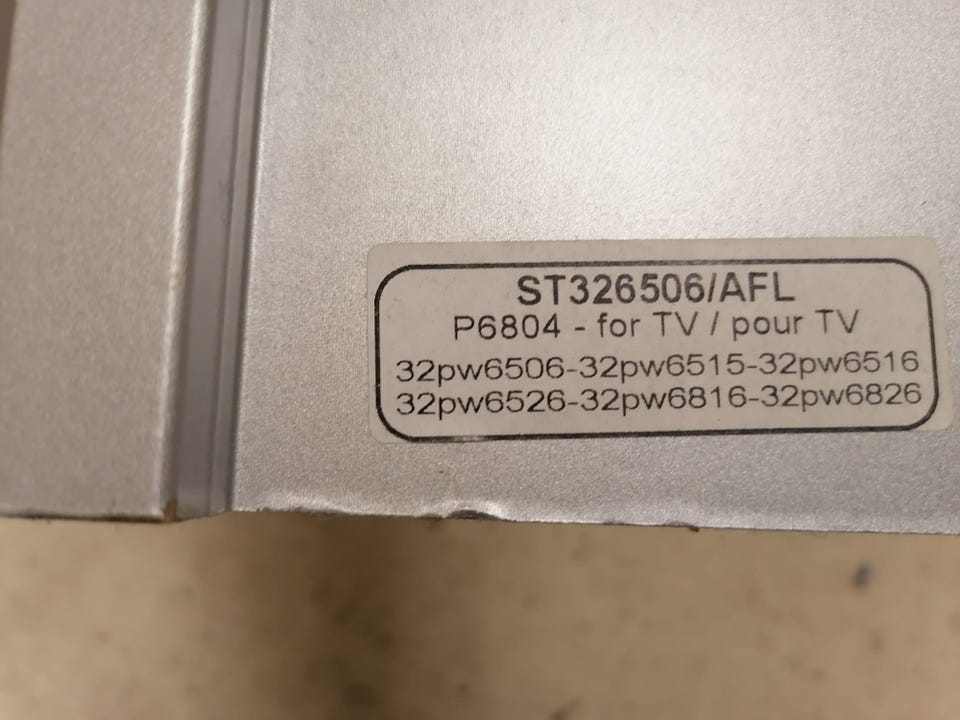 ST326506/AFL
P6804 - for TV / pour TV
32pw6506-32pw6515-32pw6516
32pw6526-32pw6816-32pw6826